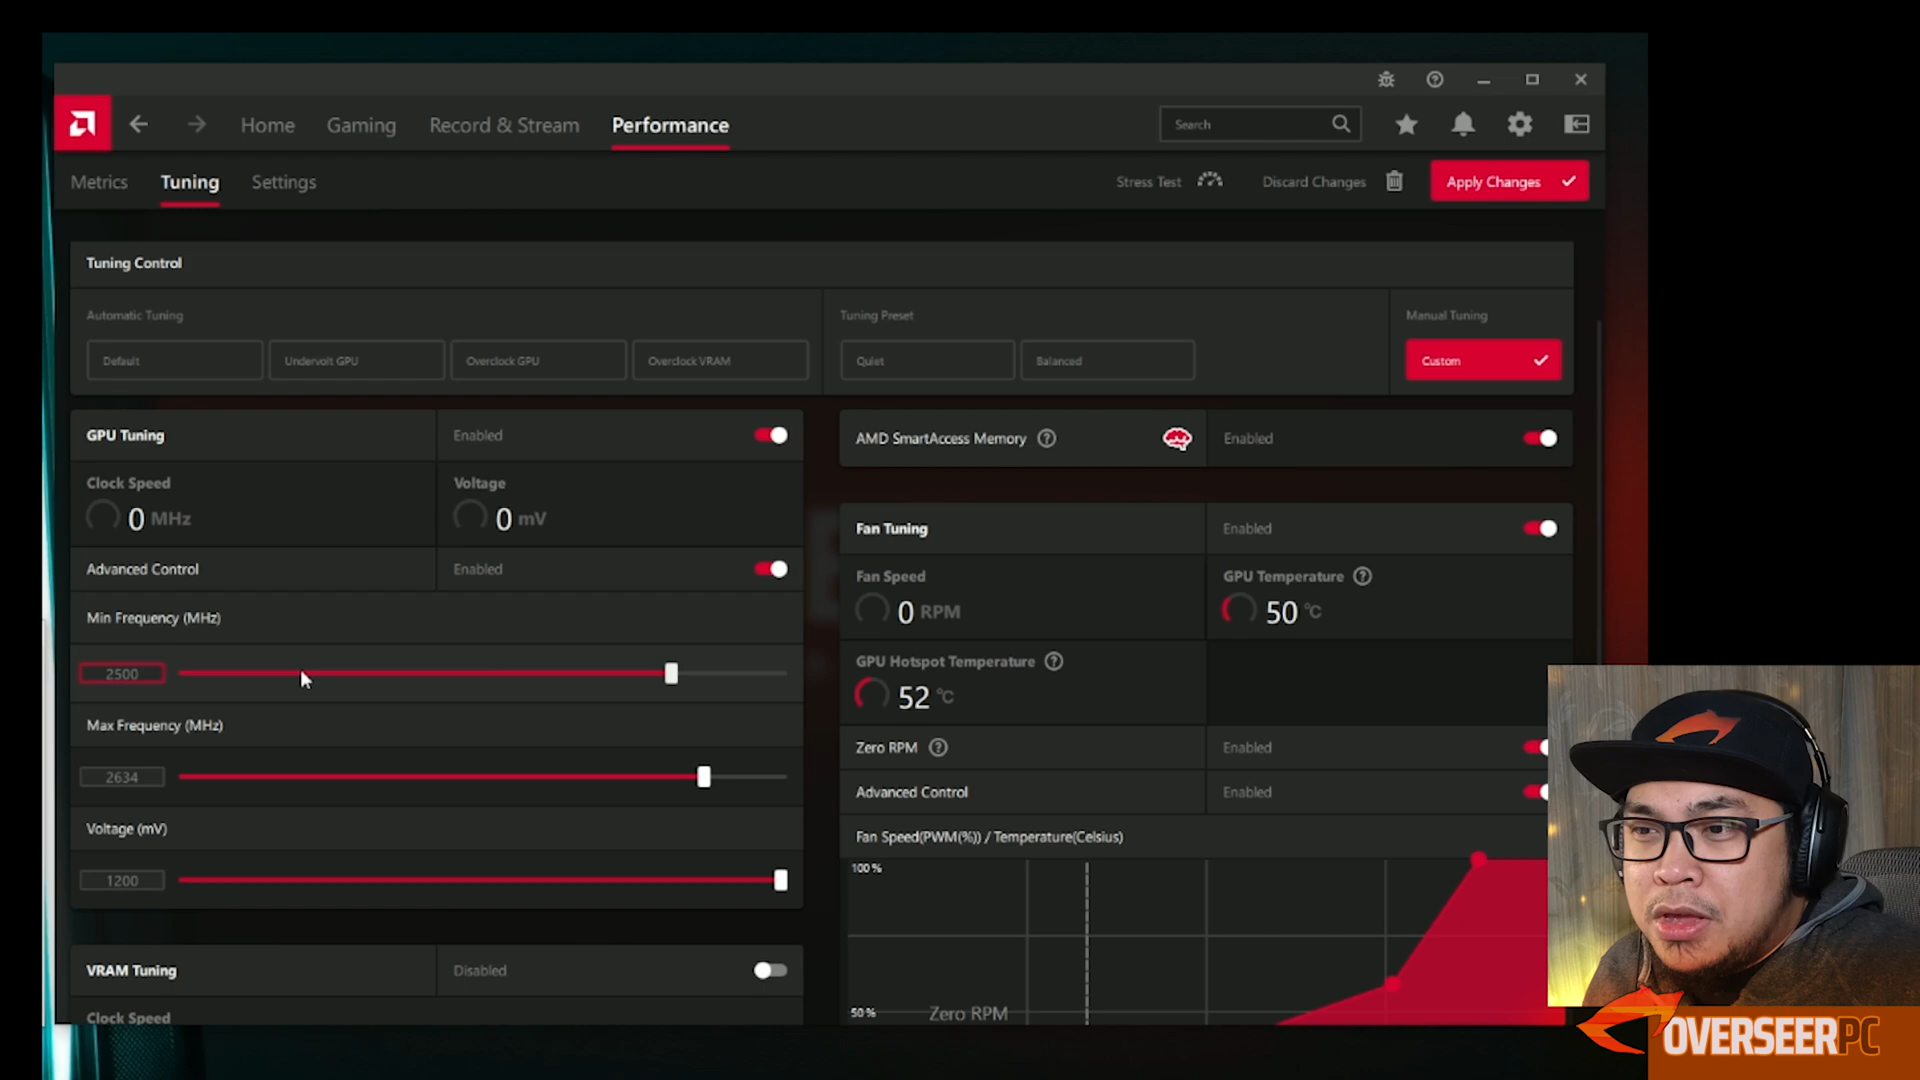 Home Gaming Record & Stream Performance Search
Metrics Tuning Settings Stress Test Discard Changes Apply Changes
Tuning Control
Automatic Tuning Tuning Preset Manual Tuning
Default Undervolt GPU Overclock GPU Overclock VRAM Quiet Balanced Custom
GPU Tuning Enabled
Clock Speed Voltage
0 MHz 0 mV
Advanced Control Enabled
Min Frequency (MHz)
2500
Max Frequency (MHz)
2634
Voltage (mV)
1200
VRAM Tuning Disabled
Clock Speed
AMD SmartAccess Memory Enabled
Fan Tuning Enabled
Fan Speed GPU Temperature
0 RPM 50 °C
GPU Hotspot Temperature
52 °C
Zero RPM Enabled
Advanced Control Enabled
Fan Speed(PWM(%)) / Temperature(Celsius)
100 %
50 % Zero RPM
OVERSEERPC